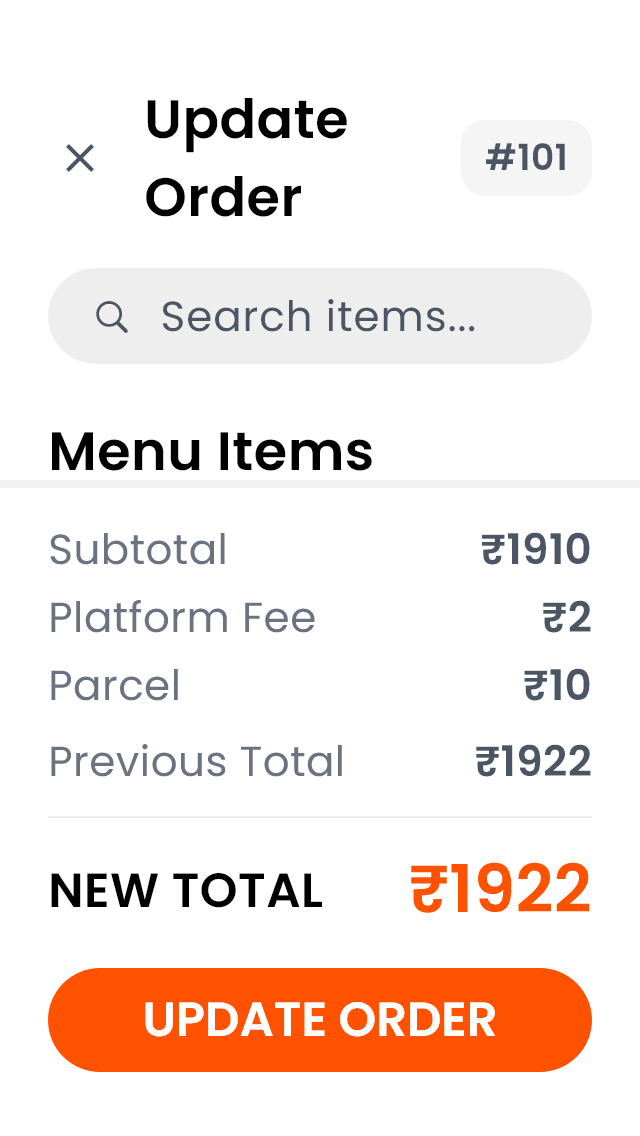 Update
Order
#101
Search items...
Menu Items
Subtotal ₹1910
Platform Fee ₹2
Parcel ₹10
Previous Total ₹1922
NEW TOTAL ₹1922
UPDATE ORDER